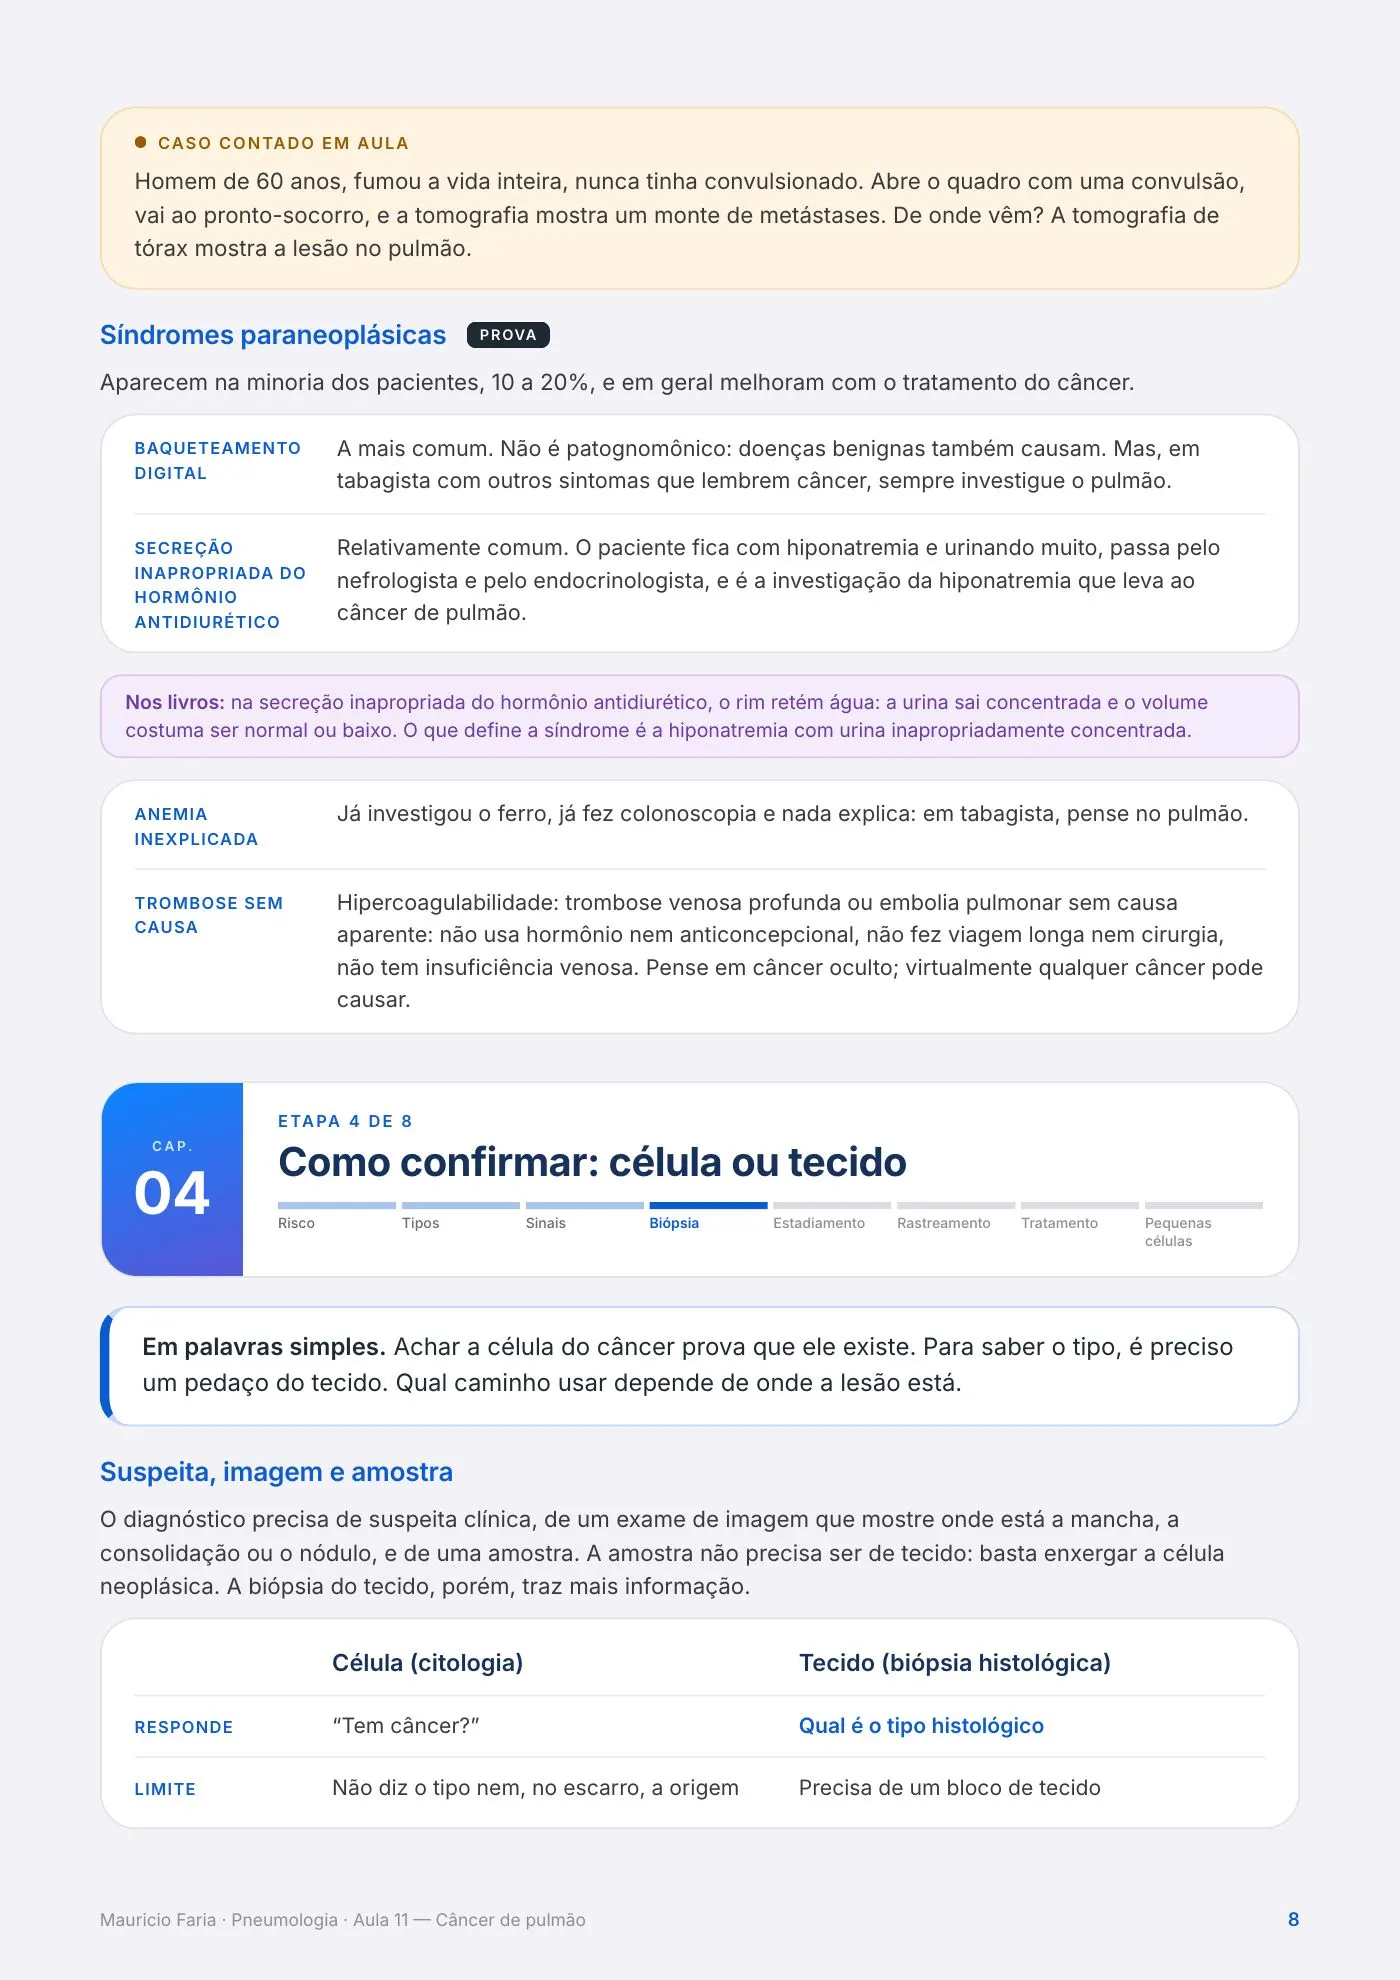 CASO CONTADO EM AULA
Homem de 60 anos, fumou a vida inteira, nunca tinha convulsionado. Abre o quadro com uma convulsão,
vai ao pronto-socorro, e a tomografia mostra um monte de metástases. De onde vêm? A tomografia de
tórax mostra a lesão no pulmão.
Síndromes paraneoplásicas PROVA
Aparecem na minoria dos pacientes, 10 a 20%, e em geral melhoram com o tratamento do câncer.
BAQUETEAMENTO
DIGITAL
A mais comum. Não é patognomônico: doenças benignas também causam. Mas, em
tabagista com outros sintomas que lembrem câncer, sempre investigue o pulmão.
SECREÇÃO
INAPROPRIADA DO
HORMÔNIO
ANTIDIURÉTICO
Relativamente comum. O paciente fica com hiponatremia e urinando muito, passa pelo
nefrologista e pelo endocrinologista, e é a investigação da hiponatremia que leva ao
câncer de pulmão.
Nos livros: na secreção inapropriada do hormônio antidiurético, o rim retém água: a urina sai concentrada e o volume
costuma ser normal ou baixo. O que define a síndrome é a hiponatremia com urina inapropriadamente concentrada.
ANEMIA
INEXPLICADA
Já investigou o ferro, já fez colonoscopia e nada explica: em tabagista, pense no pulmão.
TROMBOSE SEM
CAUSA
Hipercoagulabilidade: trombose venosa profunda ou embolia pulmonar sem causa
aparente: não usa hormônio nem anticoncepcional, não fez viagem longa nem cirurgia,
não tem insuficiência venosa. Pense em câncer oculto; virtualmente qualquer câncer pode
causar.
CAP.
04
ETAPA 4 DE 8
Como confirmar: célula ou tecido
Risco Tipos Sinais Biópsia Estadiamento Rastreamento Tratamento Pequenas
células
Em palavras simples. Achar a célula do câncer prova que ele existe. Para saber o tipo, é preciso
um pedaço do tecido. Qual caminho usar depende de onde a lesão está.
Suspeita, imagem e amostra
O diagnóstico precisa de suspeita clínica, de um exame de imagem que mostre onde está a mancha, a
consolidação ou o nódulo, e de uma amostra. A amostra não precisa ser de tecido: basta enxergar a célula
neoplásica. A biópsia do tecido, porém, traz mais informação.
Célula (citologia) Tecido (biópsia histológica)
RESPONDE “Tem câncer?” Qual é o tipo histológico
LIMITE Não diz o tipo nem, no escarro, a origem Precisa de um bloco de tecido
Mauricio Faria · Pneumologia · Aula 11 — Câncer de pulmão 8